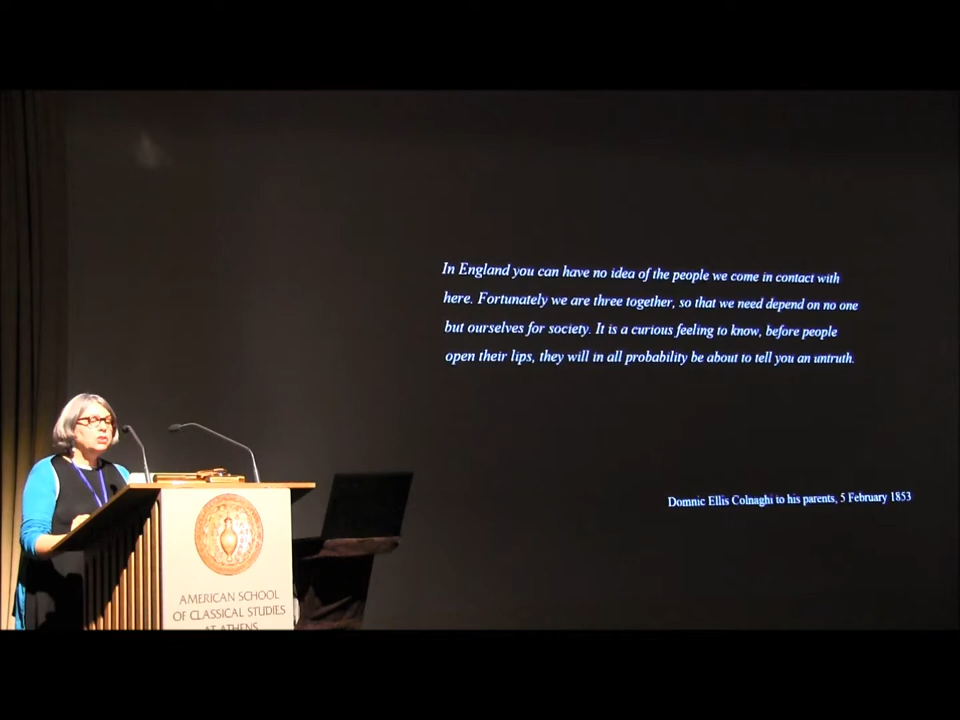 In England you can have no idea of the people we come in contact with
here. Fortunately we are three together, so that we need depend on no one
but ourselves for society. It is a curious feeling to know, before people
open their lips, they will in all probability be about to tell you an untruth.
Domnic Ellis Colnaghi to his parents, 5 February 1853
AMERICAN SCHOOL
OF CLASSICAL STUDIES
AT ATHENS